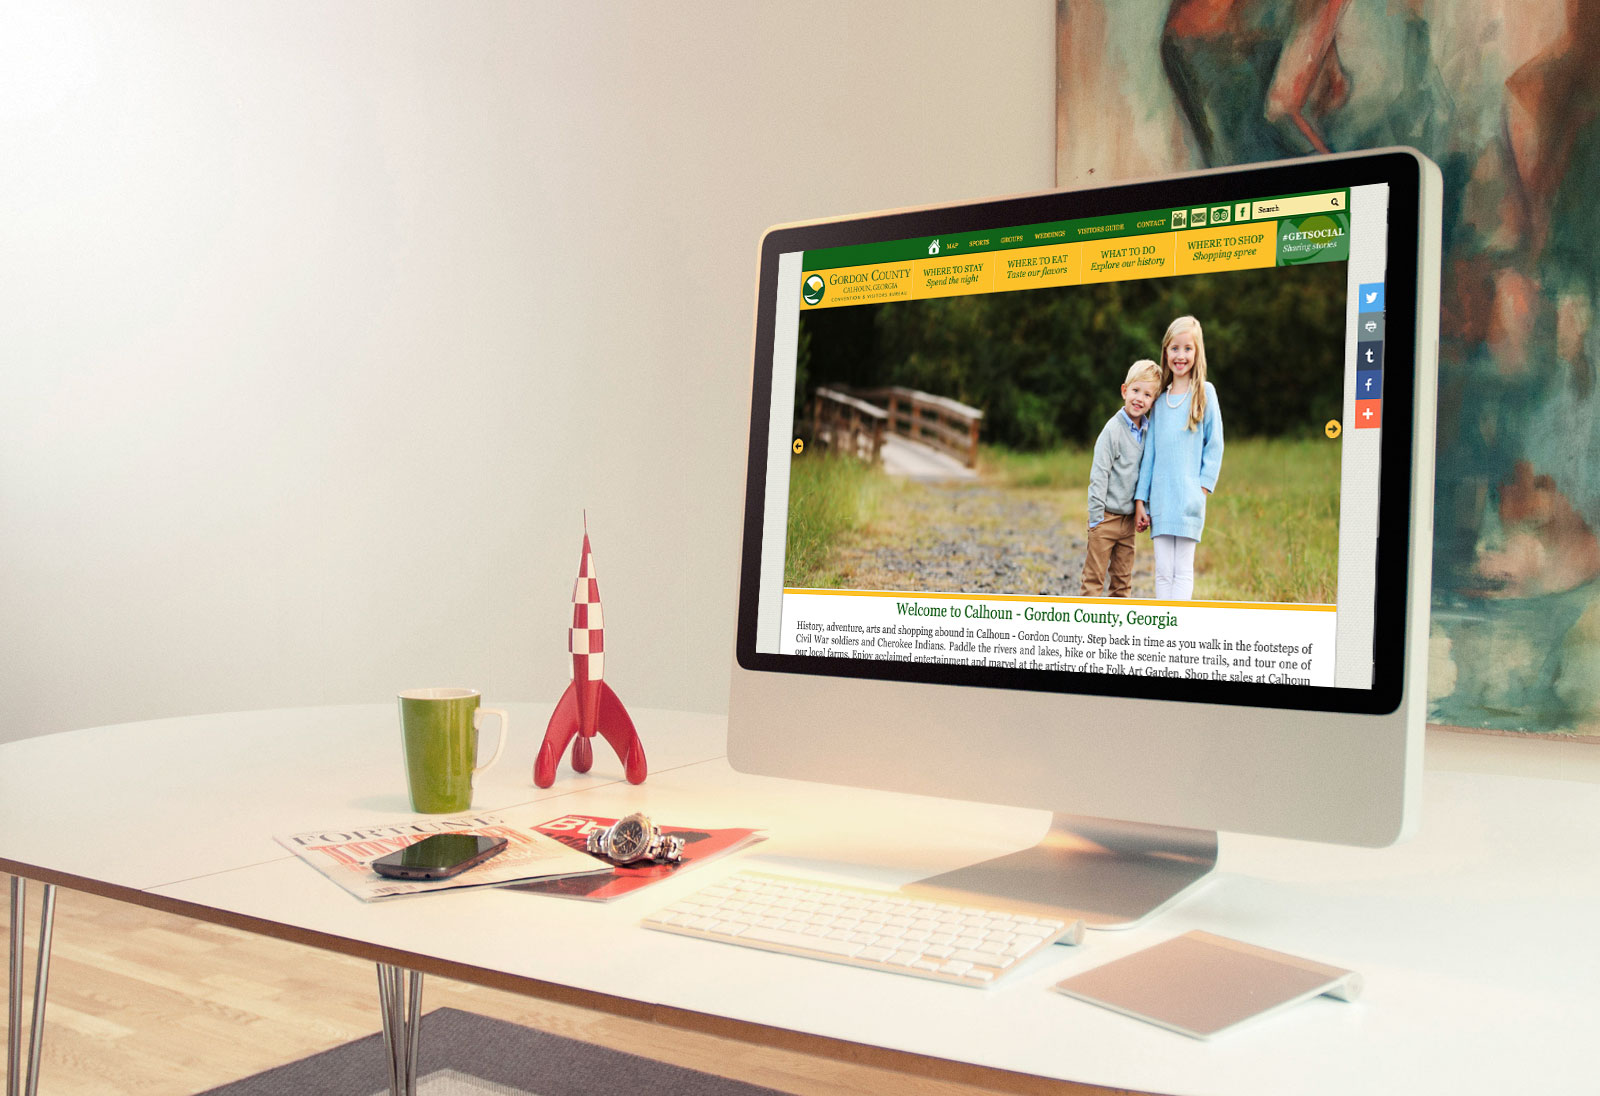 MAP SPORTS GROUPS WEDDINGS VISITORS GUIDE CONTACT f Search
GORDON COUNTY
CALHOUN, GEORGIA
CONVENTION & VISITORS BUREAU
WHERE TO STAY
Spend the night
WHERE TO EAT
Taste our flavors
WHAT TO DO
Explore our history
WHERE TO SHOP
Shopping spree
#GETSOCIAL
Sharing stories
t
f
Welcome to Calhoun - Gordon County, Georgia
History, adventure, arts and shopping abound in Calhoun - Gordon County. Step back in time as you walk in the footsteps of
Civil War soldiers and Cherokee Indians. Paddle the rivers and lakes, hike or bike the scenic nature trails, and tour one of
our local farms. Enjoy acclaimed entertainment and marvel at the artistry of the Folk Art Garden. Shop the sales at Calhoun
FORTUNE